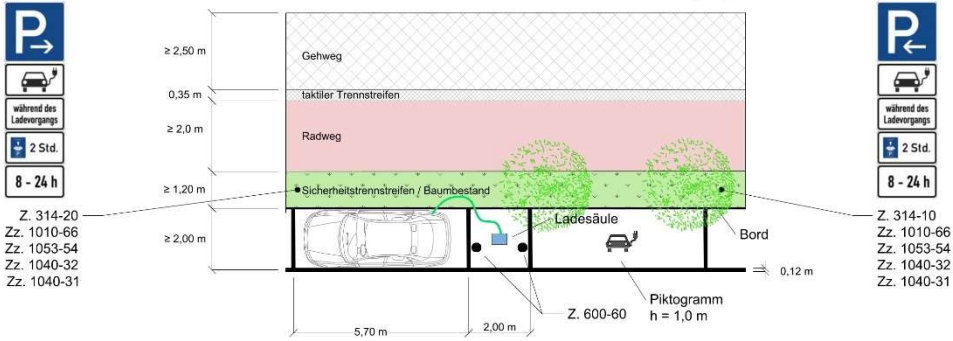 P
während des
Ladevorgangs
2 Std.
8 - 24 h
Z. 314-20
Zz. 1010-66
Zz. 1053-54
Zz. 1040-32
Zz. 1040-31
≥ 2,50 m
0,35 m
≥ 2,0 m
≥ 1,20 m
≥ 2,00 m
Gehweg
taktiler Trennstreifen
Radweg
Sicherheitstrennstreifen / Baumbestand
Ladesäule
Bord
0,12 m
Z. 600-60
Piktogramm
h = 1,0 m
5,70 m
2,00 m
P
während des
Ladevorgangs
2 Std.
8 - 24 h
Z. 314-10
Zz. 1010-66
Zz. 1053-54
Zz. 1040-32
Zz. 1040-31